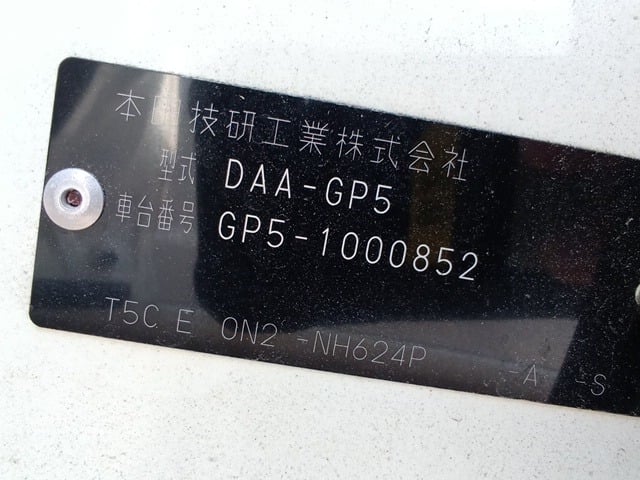 本田技研工業株式会社
型式 DAA-GP5
車台番号 GP5-1000852
T5C E 0N2 -NH624P -A -S